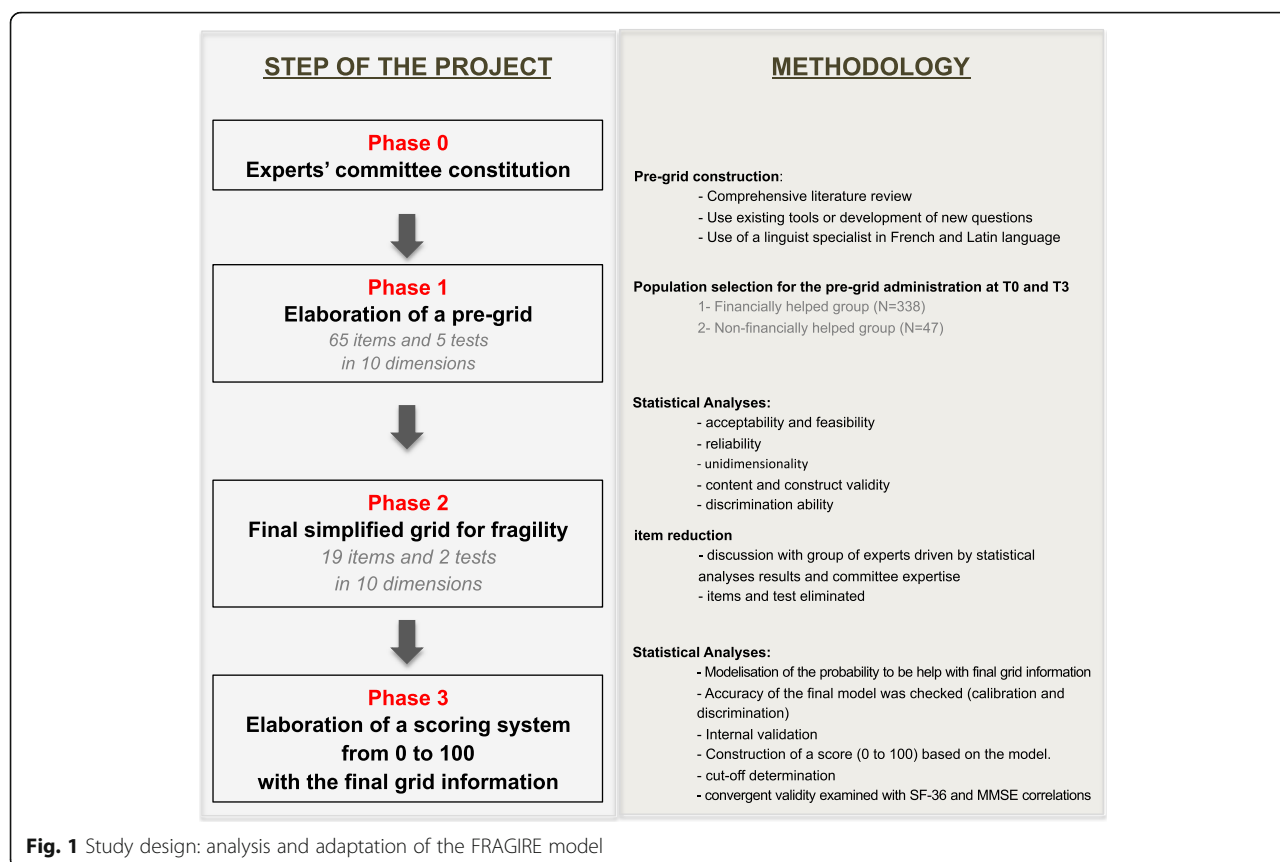 STEP OF THE PROJECT
Phase 0
Experts' committee constitution
Phase 1
Elaboration of a pre-grid
65 items and 5 tests
in 10 dimensions
Phase 2
Final simplified grid for fragility
19 items and 2 tests
in 10 dimensions
Phase 3
Elaboration of a scoring system
from 0 to 100
with the final grid information
METHODOLOGY
Pre-grid construction:
- Comprehensive literature review
- Use existing tools or development of new questions
- Use of a linguist specialist in French and Latin language
Population selection for the pre-grid administration at T0 and T3
1- Financially helped group (N=338)
2- Non-financially helped group (N=47)
Statistical Analyses:
- acceptability and feasibility
- reliability
- unidimensionality
- content and construct validity
- discrimination ability
item reduction
- discussion with group of experts driven by statistical
analyses results and committee expertise
- items and test eliminated
Statistical Analyses:
- Modelisation of the probability to be help with final grid information
- Accuracy of the final model was checked (calibration and
discrimination)
- Internal validation
- Construction of a score (0 to 100) based on the model.
- cut-off determination
- convergent validity examined with SF-36 and MMSE correlations
Fig. 1 Study design: analysis and adaptation of the FRAGIRE model